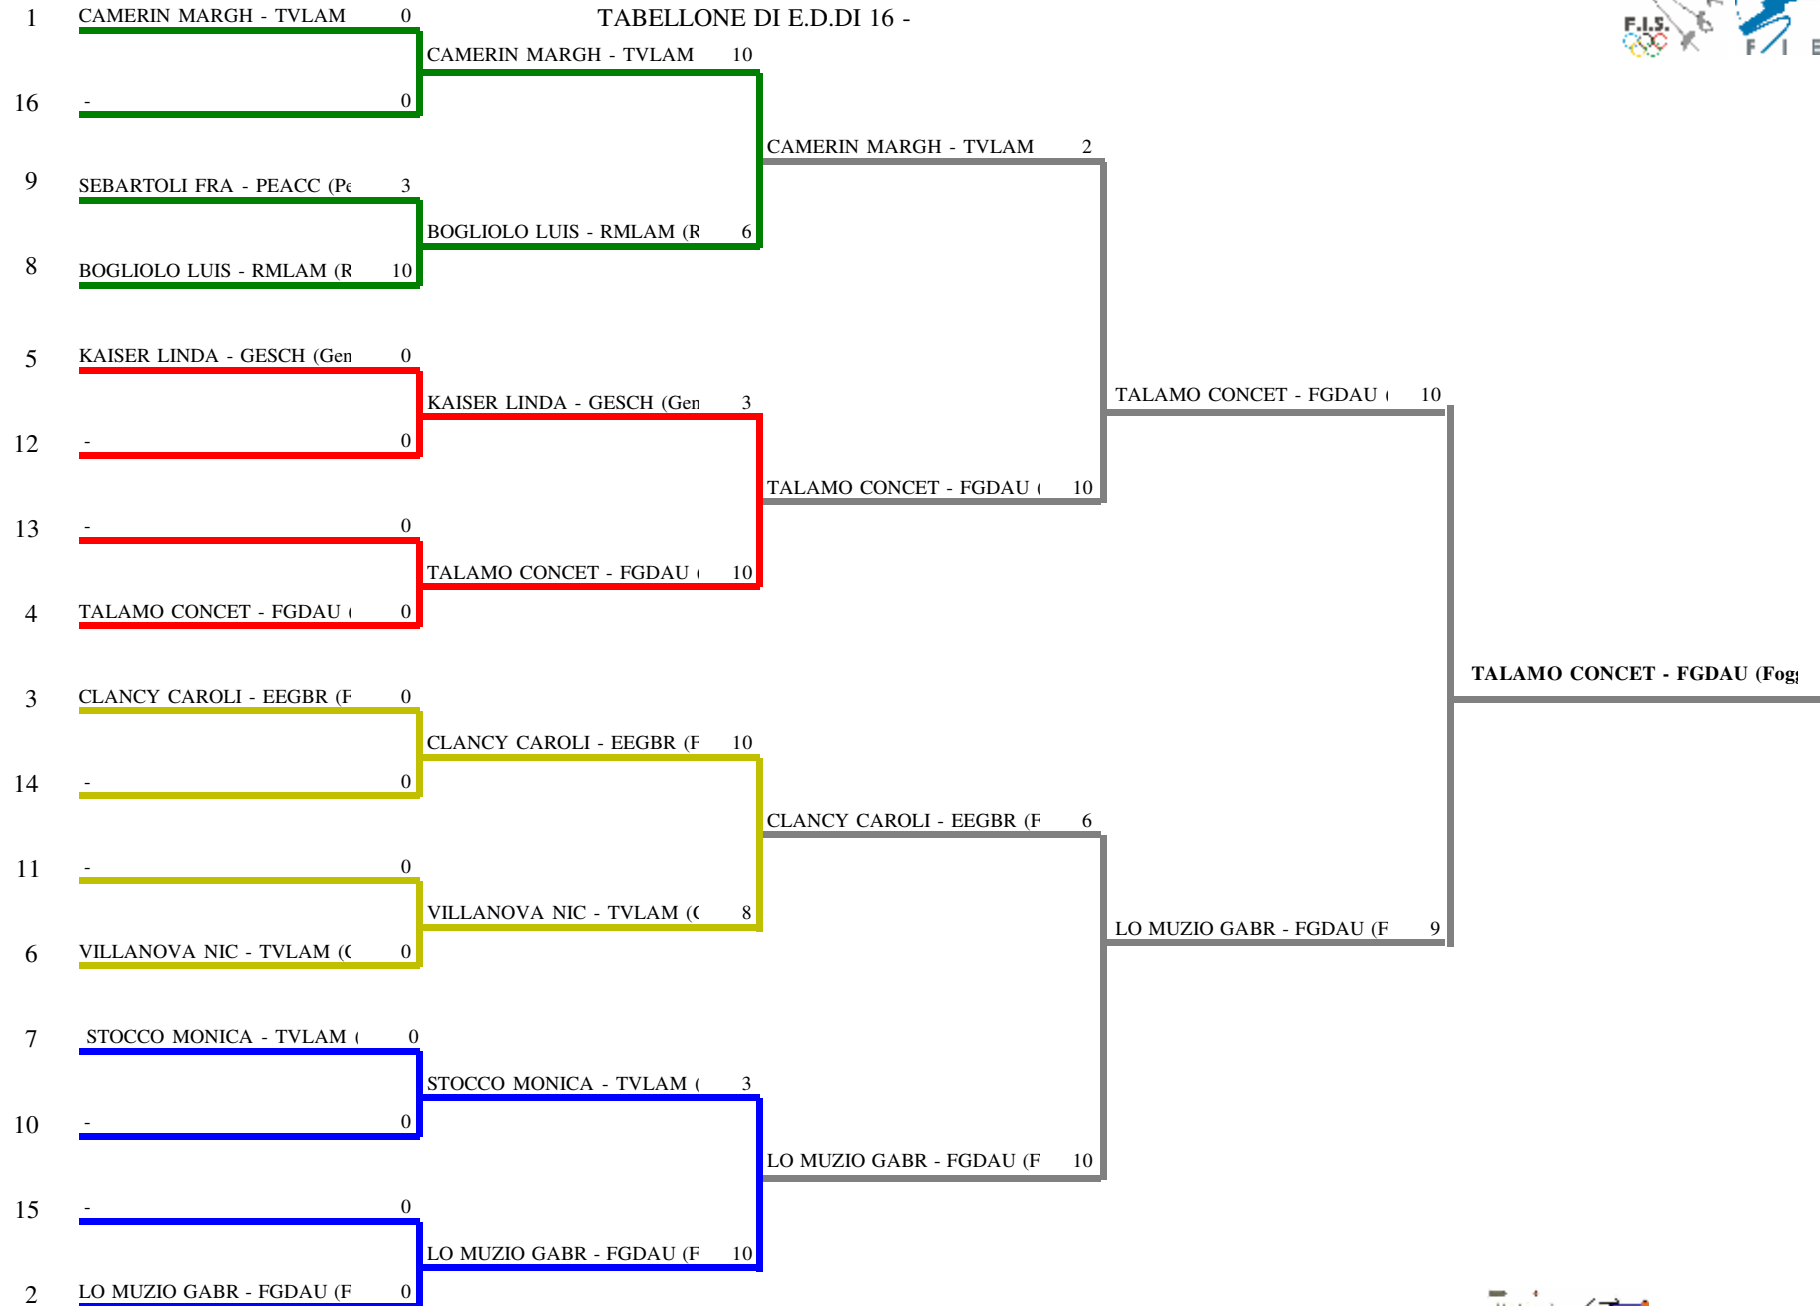 1 CAMERIN MARGH - TVLAM 0
TABELLONE DI E.D.DI 16 -
F.I.S.
F I E
CAMERIN MARGH - TVLAM 10
16 - 0
CAMERIN MARGH - TVLAM 2
9 SEBARTOLI FRA - PEACC (Pe 3
BOGLIOLO LUIS - RMLAM (R 6
8 BOGLIOLO LUIS - RMLAM (R 10
5 KAISER LINDA - GESCH (Gen 0
KAISER LINDA - GESCH (Gen 3
TALAMO CONCET - FGDAU ( 10
12 - 0
TALAMO CONCET - FGDAU ( 10
13 - 0
TALAMO CONCET - FGDAU ( 10
4 TALAMO CONCET - FGDAU ( 0
TALAMO CONCET - FGDAU (Fogg
3 CLANCY CAROLI - EEGBR (F 0
CLANCY CAROLI - EEGBR (F 10
14 - 0
CLANCY CAROLI - EEGBR (F 6
11 - 0
VILLANOVA NIC - TVLAM (C 8
LO MUZIO GABR - FGDAU (F 9
6 VILLANOVA NIC - TVLAM (C 0
7 STOCCO MONICA - TVLAM ( 0
STOCCO MONICA - TVLAM ( 3
10 - 0
LO MUZIO GABR - FGDAU (F 10
15 - 0
LO MUZIO GABR - FGDAU (F 10
2 LO MUZIO GABR - FGDAU (F 0